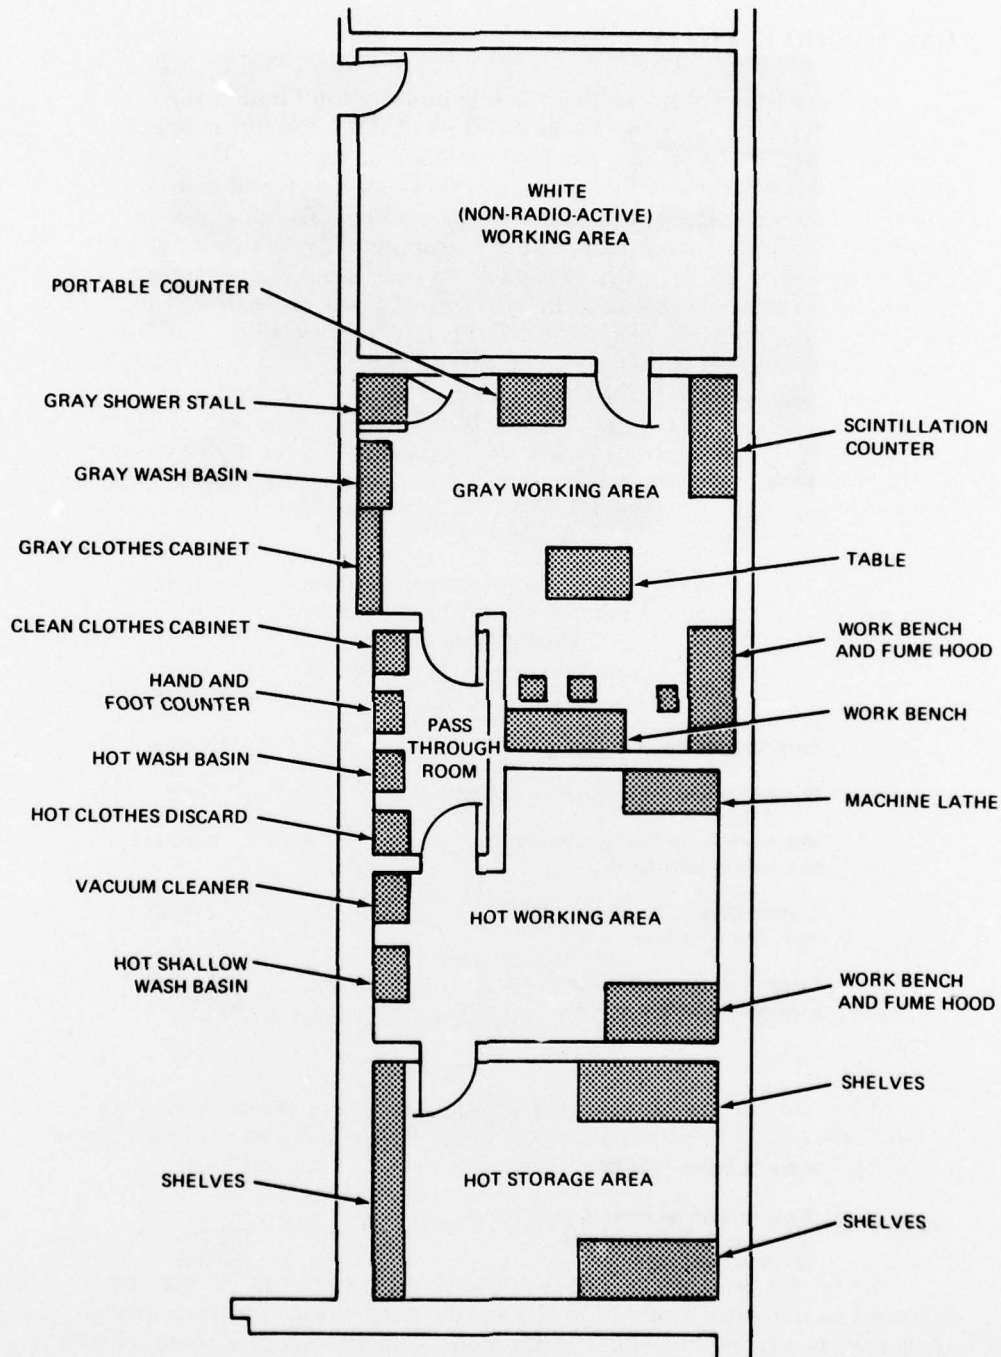 WHITE
(NON-RADIO-ACTIVE)
WORKING AREA
PORTABLE COUNTER
GRAY SHOWER STALL
SCINTILLATION
COUNTER
GRAY WASH BASIN
GRAY WORKING AREA
GRAY CLOTHES CABINET
TABLE
CLEAN CLOTHES CABINET
WORK BENCH
AND FUME HOOD
HAND AND
FOOT COUNTER
WORK BENCH
PASS
THROUGH
ROOM
HOT WASH BASIN
MACHINE LATHE
HOT CLOTHES DISCARD
VACUUM CLEANER
HOT WORKING AREA
HOT SHALLOW
WASH BASIN
WORK BENCH
AND FUME HOOD
SHELVES
SHELVES
HOT STORAGE AREA
SHELVES